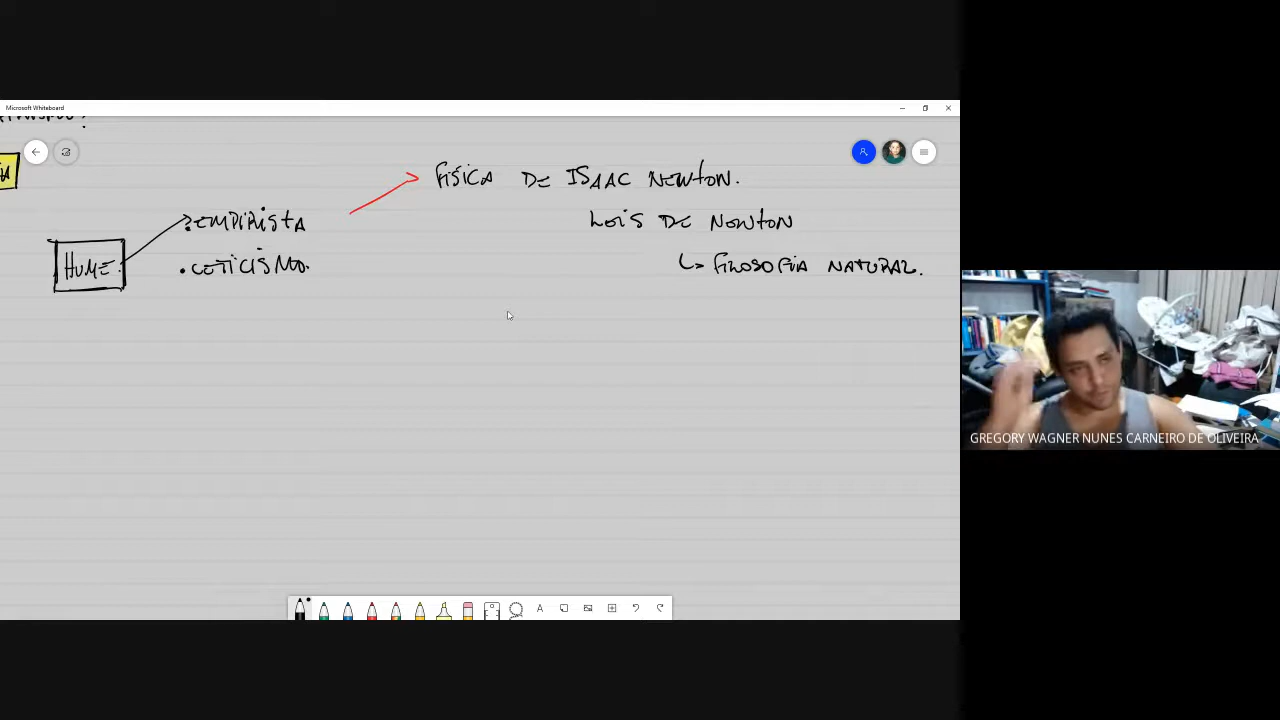 Microsoft Whiteboard
FÍSICA DE ISAAC NEWTON.
LEIS DE NEWTON
FILOSOFIA NATURAL.
EMPIRISTA
HUME
CETICISMO.
GREGORY WAGNER NUNES CARNEIRO DE OLIVEIRA